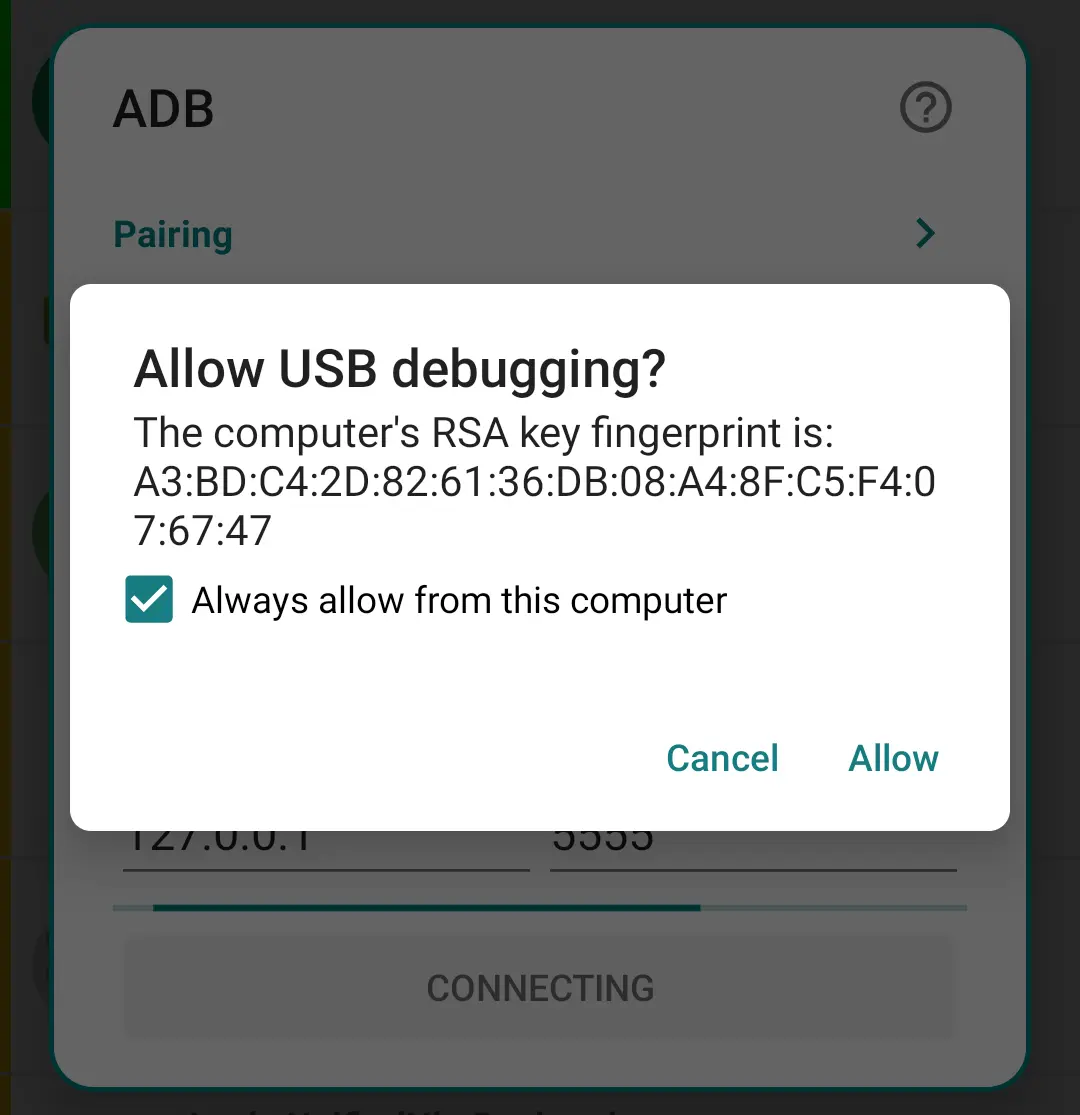 ADB
Pairing
Allow USB debugging?
The computer's RSA key fingerprint is:
A3:BD:C4:2D:82:61:36:DB:08:A4:8F:C5:F4:0
7:67:47
Always allow from this computer
Cancel Allow
127.0.0.1 5555
CONNECTING